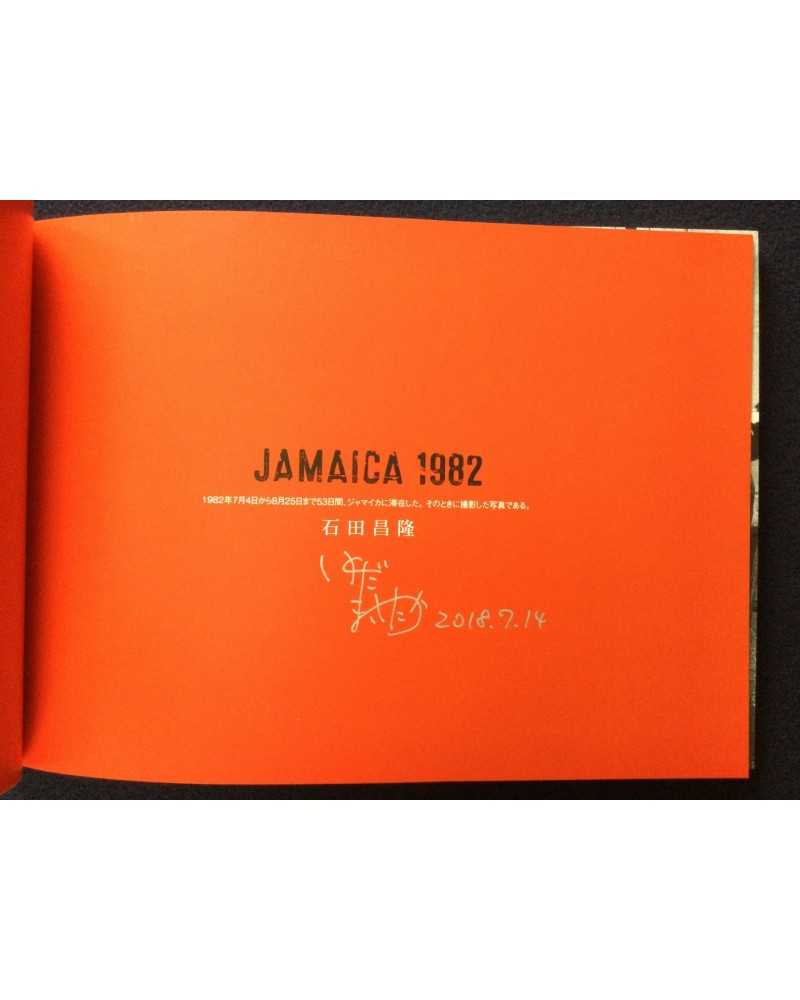 JAMAICA 1982
1982年7月4日から8月25日まで53日間、ジャマイカに滞在した。そのときに撮影した写真である。
石田昌隆
いしだ
まさたか 2018.7.14